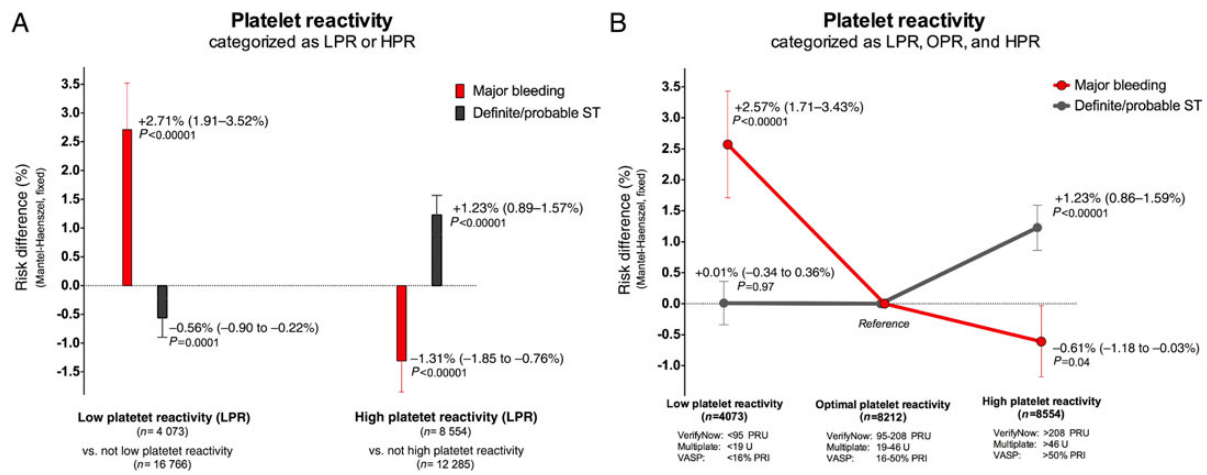 A
Platelet reactivity
categorized as LPR or HPR
Risk difference (%)
(Mantel-Haenszel, fixed)
3.5
3.0
2.5
2.0
1.5
1.0
0.5
0.0
-0.5
-1.0
-1.5
Major bleeding
Definite/probable ST
+2.71% (1.91–3.52%)
P<0.00001
−0.56% (−0.90 to −0.22%)
P=0.0001
+1.23% (0.89–1.57%)
P<0.00001
−1.31% (−1.85 to −0.76%)
P<0.00001
Low platetet reactivity (LPR)
(n= 4 073)
vs. not low platelet reactivity
(n= 16 766)
High platetet reactivity (LPR)
(n= 8 554)
vs. not high platelet reactivity
(n= 12 285)
B
Platelet reactivity
categorized as LPR, OPR, and HPR
Risk difference (%)
(Mantel-Haenszel, fixed)
3.5
3.0
2.5
2.0
1.5
1.0
0.5
0.0
-0.5
-1.0
Major bleeding
Definite/probable ST
+2.57% (1.71–3.43%)
P<0.00001
+0.01% (−0.34 to 0.36%)
P=0.97
Reference
+1.23% (0.86–1.59%)
P<0.00001
−0.61% (−1.18 to −0.03%)
P=0.04
Low platelet reactivity
(n=4073)
VerifyNow: <95 PRU
Multiplate: <19 U
VASP: <16% PRI
Optimal platelet reactivity
(n=8212)
VerifyNow: 95-208 PRU
Multiplate: 19-46 U
VASP: 16-50% PRI
High platelet reactivity
(n=8554)
VerifyNow: >208 PRU
Multiplate: >46 U
VASP: >50% PRI